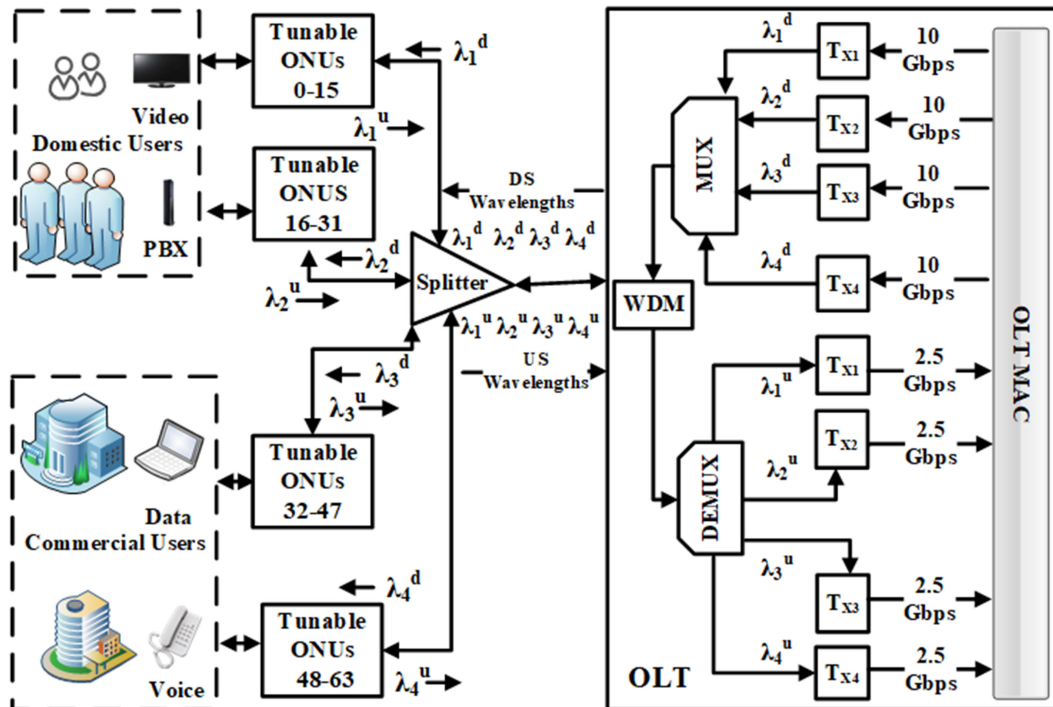 Tunable
ONUs
0-15
Video
Domestic Users
PBX
Tunable
ONUS
16-31
Data
Commercial Users
Voice
Tunable
ONUs
32-47
Tunable
ONUs
48-63
λ₁ᵈ
λ₁ᵘ
λ₂ᵈ
λ₂ᵘ
λ₃ᵈ
λ₃ᵘ
λ₄ᵈ
λ₄ᵘ
DS
Wavelengths
λ₁ᵈ λ₂ᵈ λ₃ᵈ λ₄ᵈ
Splitter
λ₁ᵘ λ₂ᵘ λ₃ᵘ λ₄ᵘ
US
Wavelengths
λ₁ᵈ
TX1
10
Gbps
λ₂ᵈ
TX2
10
Gbps
λ₃ᵈ
TX3
10
Gbps
λ₄ᵈ
TX4
10
Gbps
MUX
WDM
DEMUX
λ₁ᵘ
TX1
2.5
Gbps
λ₂ᵘ
TX2
2.5
Gbps
λ₃ᵘ
TX3
2.5
Gbps
λ₄ᵘ
TX4
2.5
Gbps
OLT
OLT MAC